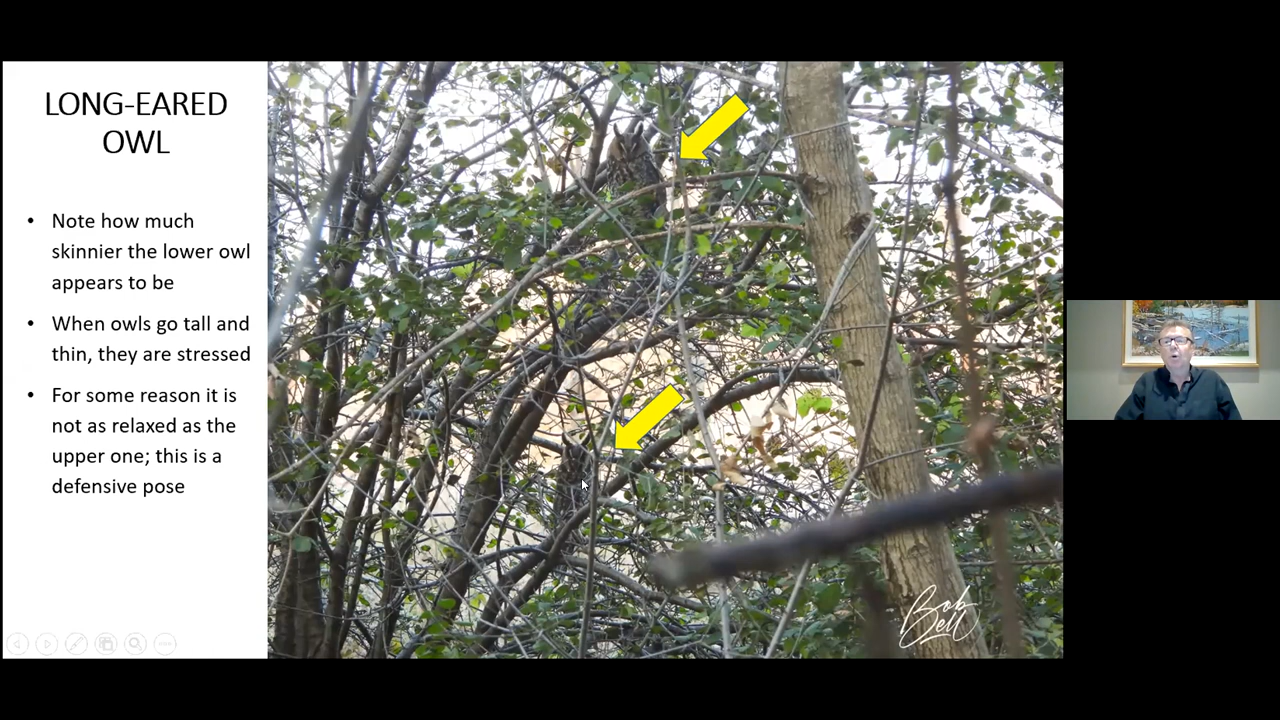 LONG-EARED
OWL
• Note how much
skinnier the lower owl
appears to be
• When owls go tall and
thin, they are stressed
• For some reason it is
not as relaxed as the
upper one; this is a
defensive pose
Bob
Bell